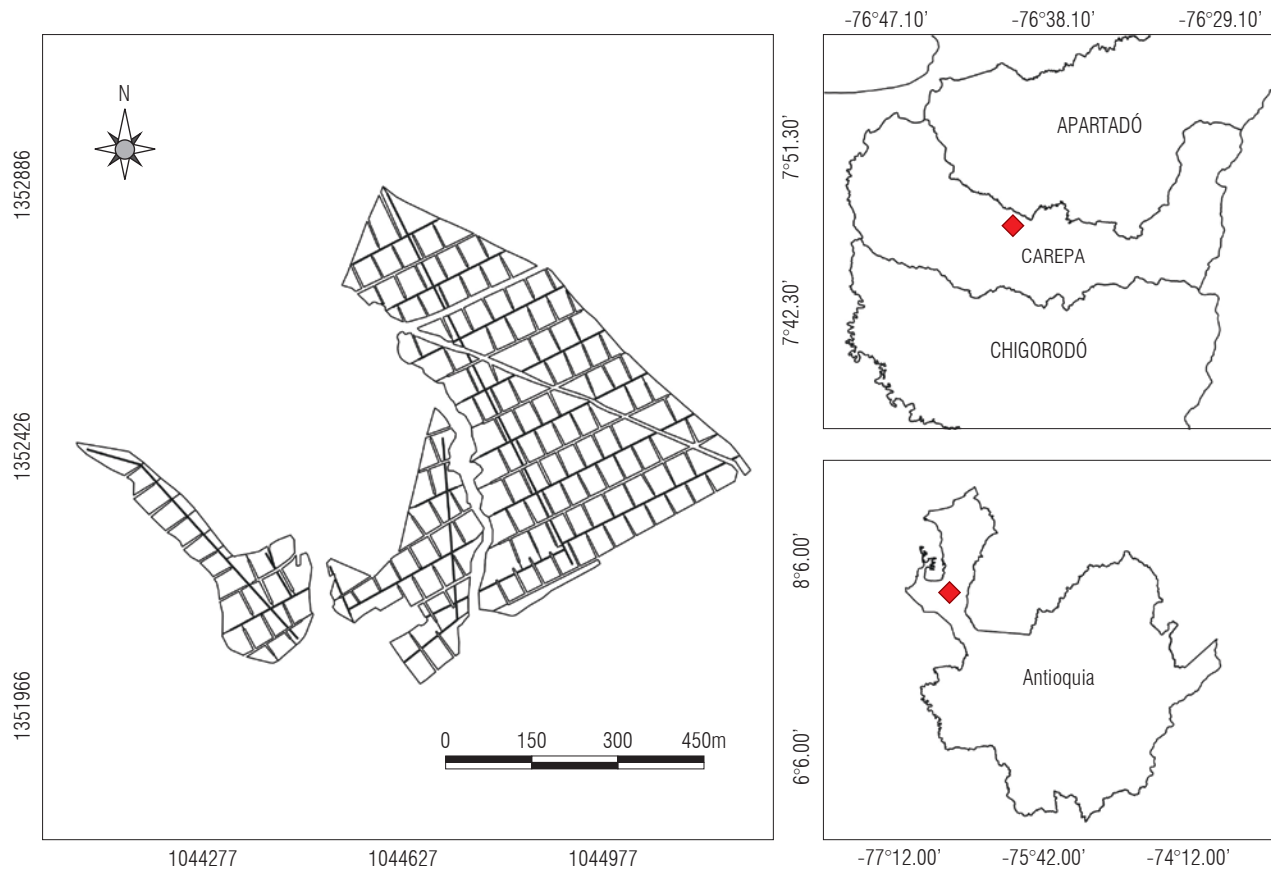 N
1352886
1352426
1351966
0 150 300 450m
1044277 1044627 1044977
-76°47.10’ -76°38.10’ -76°29.10’
7°51.30’
7°42.30’
APARTADÓ
CAREPA
CHIGORODÓ
8°6.00’
6°6.00’
Antioquia
-77°12.00’ -75°42.00’ -74°12.00’